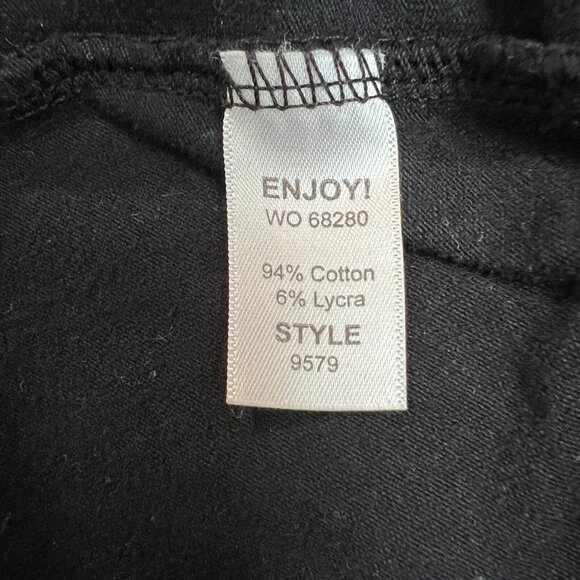 ENJOY!
WO 68280
94% Cotton
6% Lycra
STYLE
9579